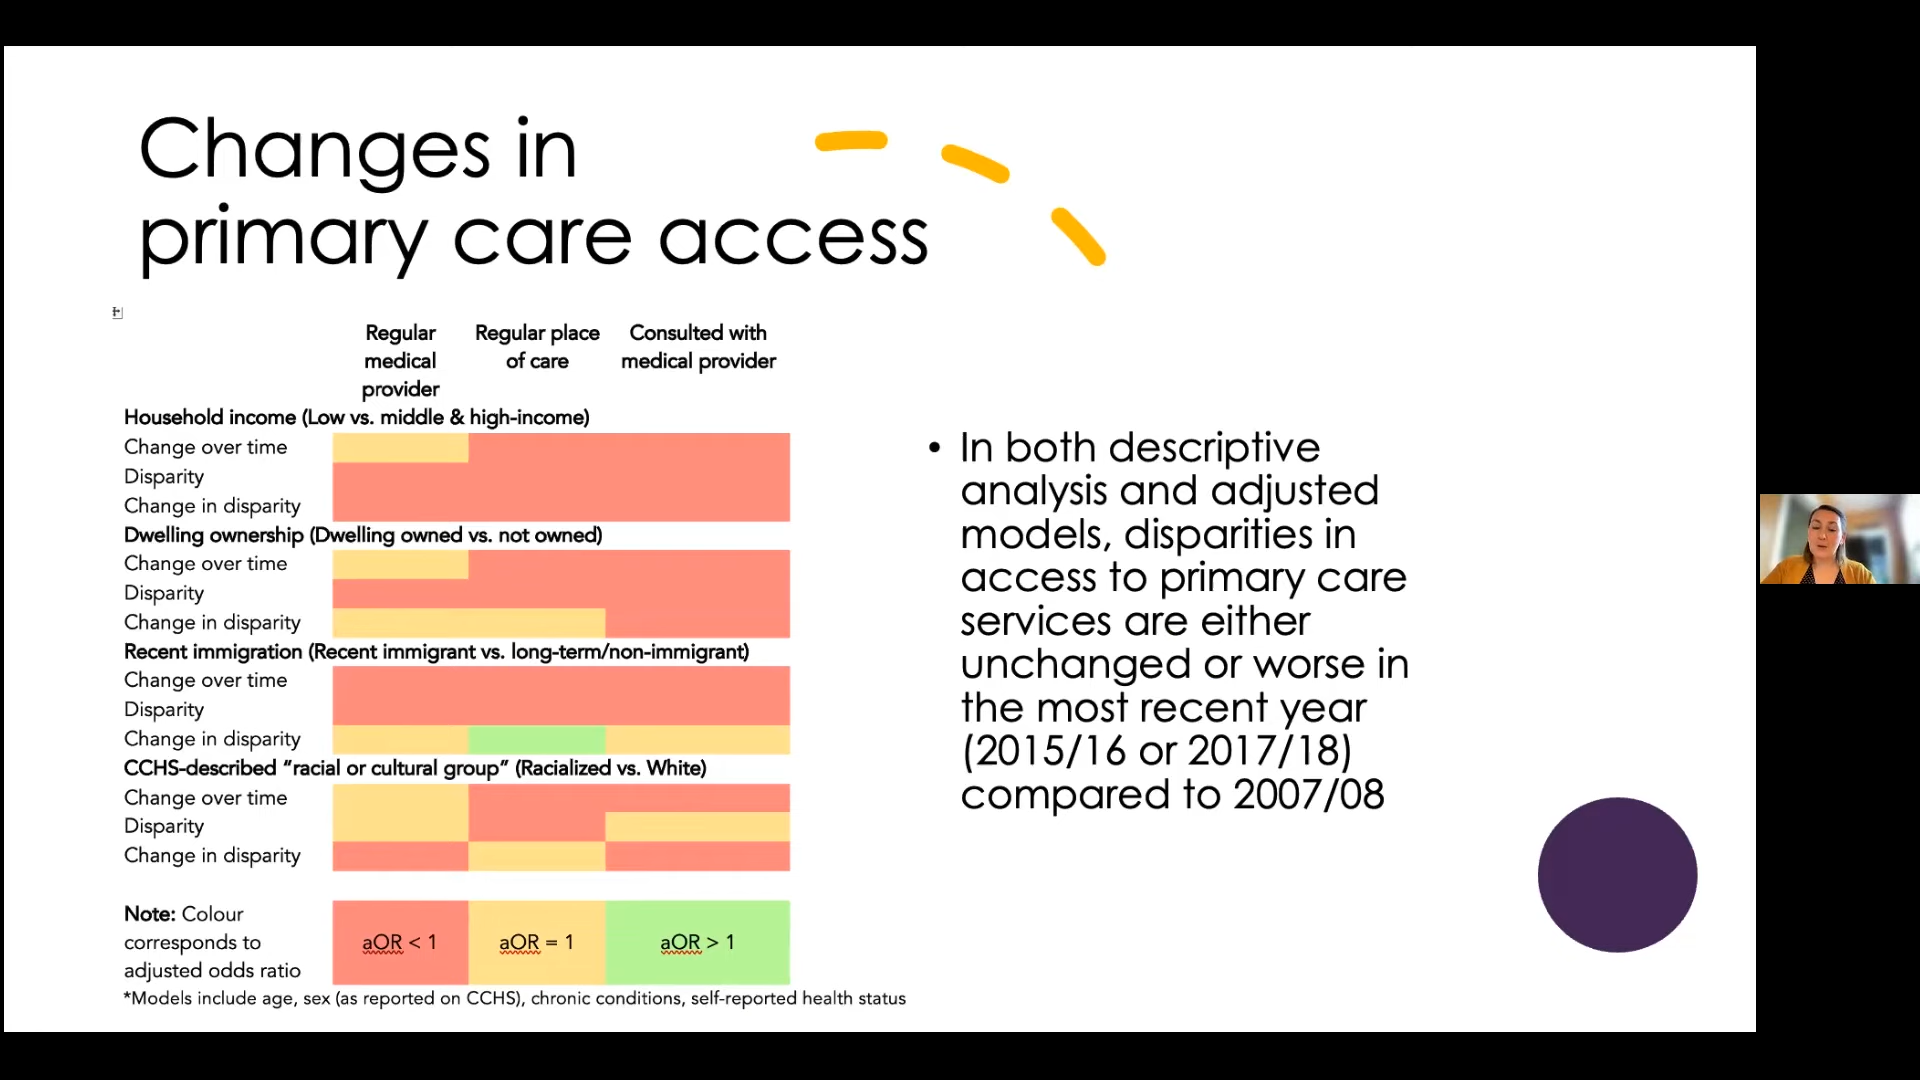 Changes in
primary care access
Regular medical provider
Regular place of care
Consulted with medical provider
Household income (Low vs. middle & high-income)
Change over time
Disparity
Change in disparity
Dwelling ownership (Dwelling owned vs. not owned)
Change over time
Disparity
Change in disparity
Recent immigration (Recent immigrant vs. long-term/non-immigrant)
Change over time
Disparity
Change in disparity
CCHS-described “racial or cultural group” (Racialized vs. White)
Change over time
Disparity
Change in disparity
Note: Colour
corresponds to
adjusted odds ratio
aOR < 1
aOR = 1
aOR > 1
*Models include age, sex (as reported on CCHS), chronic conditions, self-reported health status
• In both descriptive
analysis and adjusted
models, disparities in
access to primary care
services are either
unchanged or worse in
the most recent year
(2015/16 or 2017/18)
compared to 2007/08